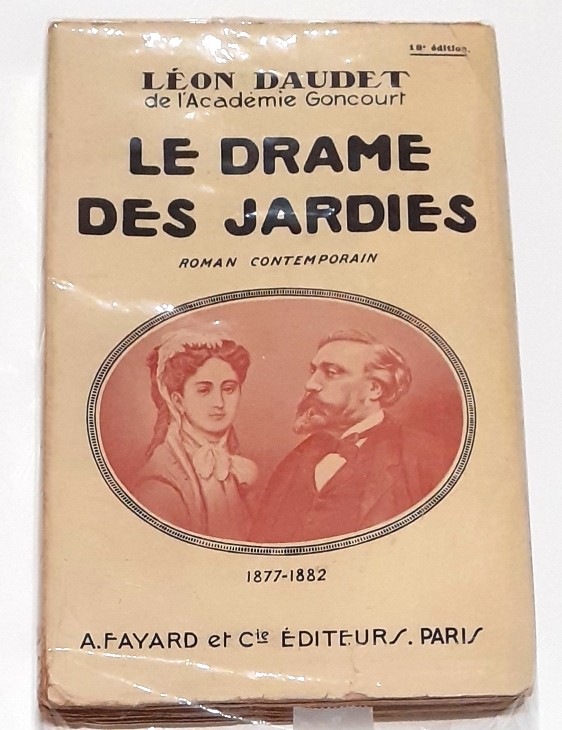 18e édition.
LÉON DAUDET
de l'Académie Goncourt
LE DRAME
DES JARDIES
ROMAN CONTEMPORAIN
1877-1882
A. FAYARD et Cie ÉDITEURS. PARIS